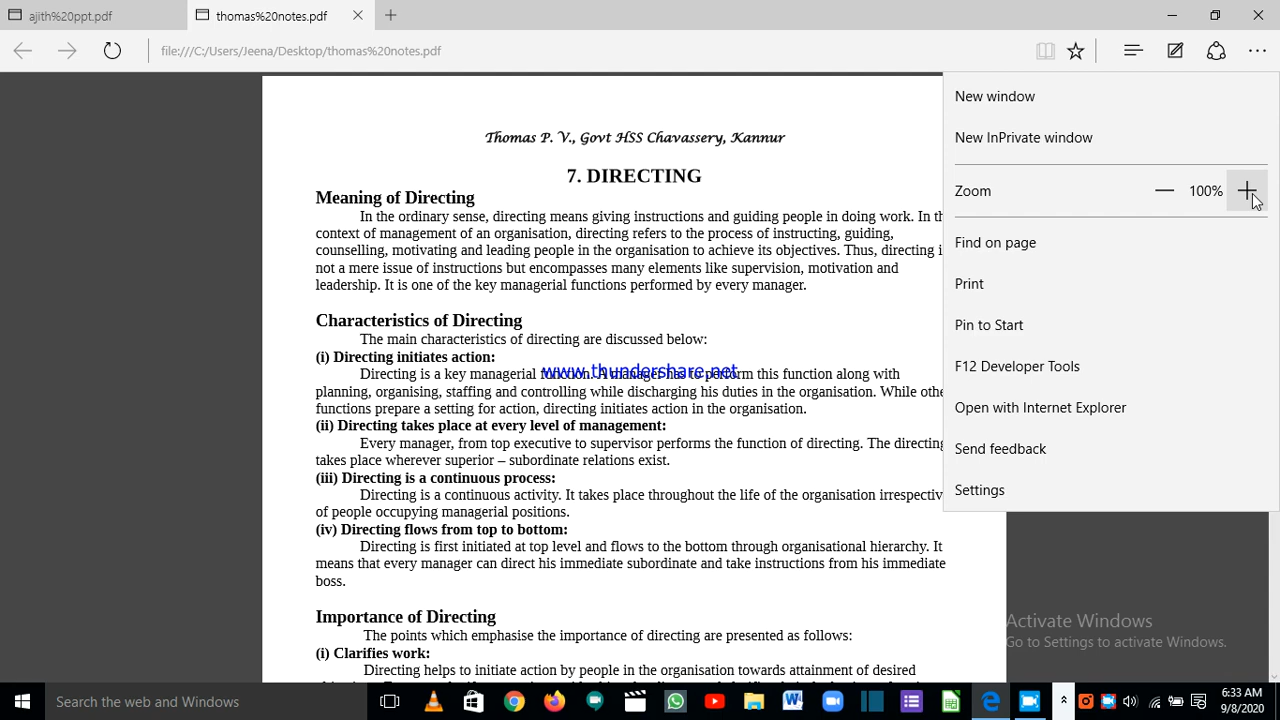 ajith%20ppt.pdf
thomas%20notes.pdf
file:///C:/Users/Jeena/Desktop/thomas%20notes.pdf
New window
New InPrivate window
Zoom
100%
Find on page
Print
Pin to Start
F12 Developer Tools
Open with Internet Explorer
Send feedback
Settings
Thomas P. V., Govt HSS Chavassery, Kannur
7. DIRECTING
Meaning of Directing
In the ordinary sense, directing means giving instructions and guiding people in doing work. In th
context of management of an organisation, directing refers to the process of instructing, guiding,
counselling, motivating and leading people in the organisation to achieve its objectives. Thus, directing i
not a mere issue of instructions but encompasses many elements like supervision, motivation and
leadership. It is one of the key managerial functions performed by every manager.
Characteristics of Directing
The main characteristics of directing are discussed below:
(i) Directing initiates action:
Directing is a key managerial function. A manager has to perform this function along with
www.thundershare.net
planning, organising, staffing and controlling while discharging his duties in the organisation. While othe
functions prepare a setting for action, directing initiates action in the organisation.
(ii) Directing takes place at every level of management:
Every manager, from top executive to supervisor performs the function of directing. The directing
takes place wherever superior – subordinate relations exist.
(iii) Directing is a continuous process:
Directing is a continuous activity. It takes place throughout the life of the organisation irrespectiv
of people occupying managerial positions.
(iv) Directing flows from top to bottom:
Directing is first initiated at top level and flows to the bottom through organisational hierarchy. It
means that every manager can direct his immediate subordinate and take instructions from his immediate
boss.
Importance of Directing
The points which emphasise the importance of directing are presented as follows:
(i) Clarifies work:
Directing helps to initiate action by people in the organisation towards attainment of desired
Activate Windows
Go to Settings to activate Windows.
Search the web and Windows
6:33 AM
9/8/2020